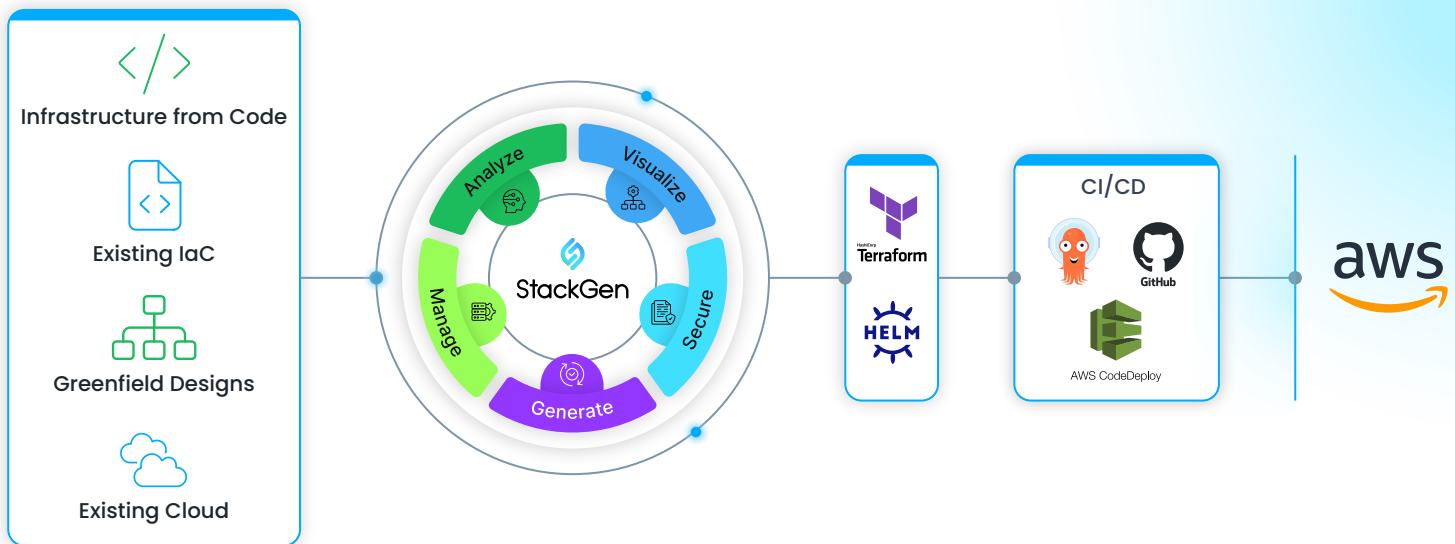 Infrastructure from Code
Existing IaC
Greenfield Designs
Existing Cloud
Analyze
Visualize
Secure
Generate
Manage
StackGen
HashiCorp
Terraform
HELM
CI/CD
GitHub
AWS CodeDeploy
aws